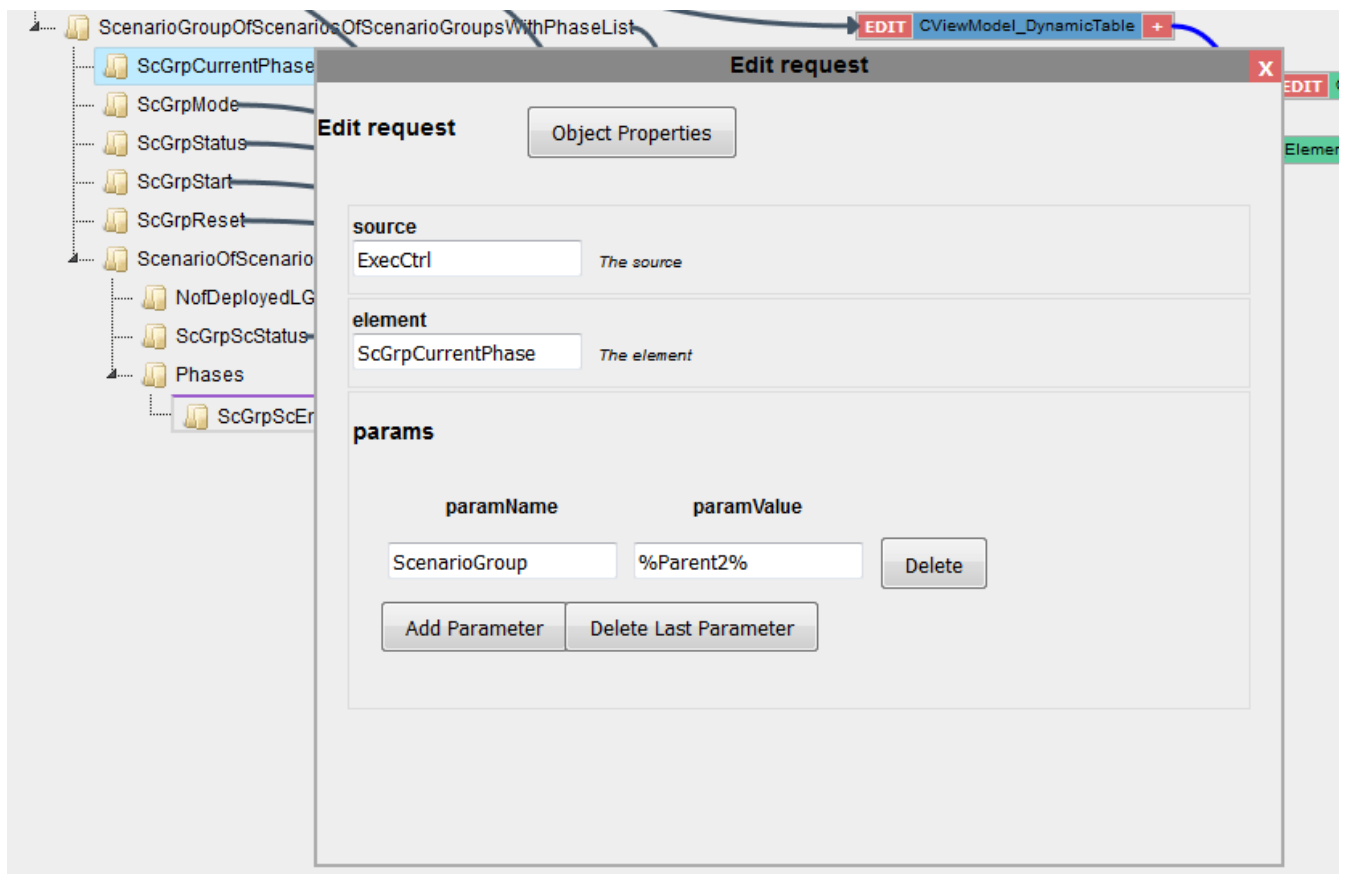 ScenarioGroupOfScenariosOfScenarioGroupsWithPhaseList
EDIT CViewModel_DynamicTable +
ScGrpCurrentPhase
Edit request
X
EDIT
ScGrpMode
Edit request
Object Properties
ScGrpStatus
Elemen
ScGrpStart
ScGrpReset
source
ExecCtrl
The source
ScenarioOfScenario
NofDeployedLG
element
ScGrpScStatus
ScGrpCurrentPhase
The element
Phases
ScGrpScEr
params
paramName paramValue
ScenarioGroup %Parent2% Delete
Add Parameter Delete Last Parameter